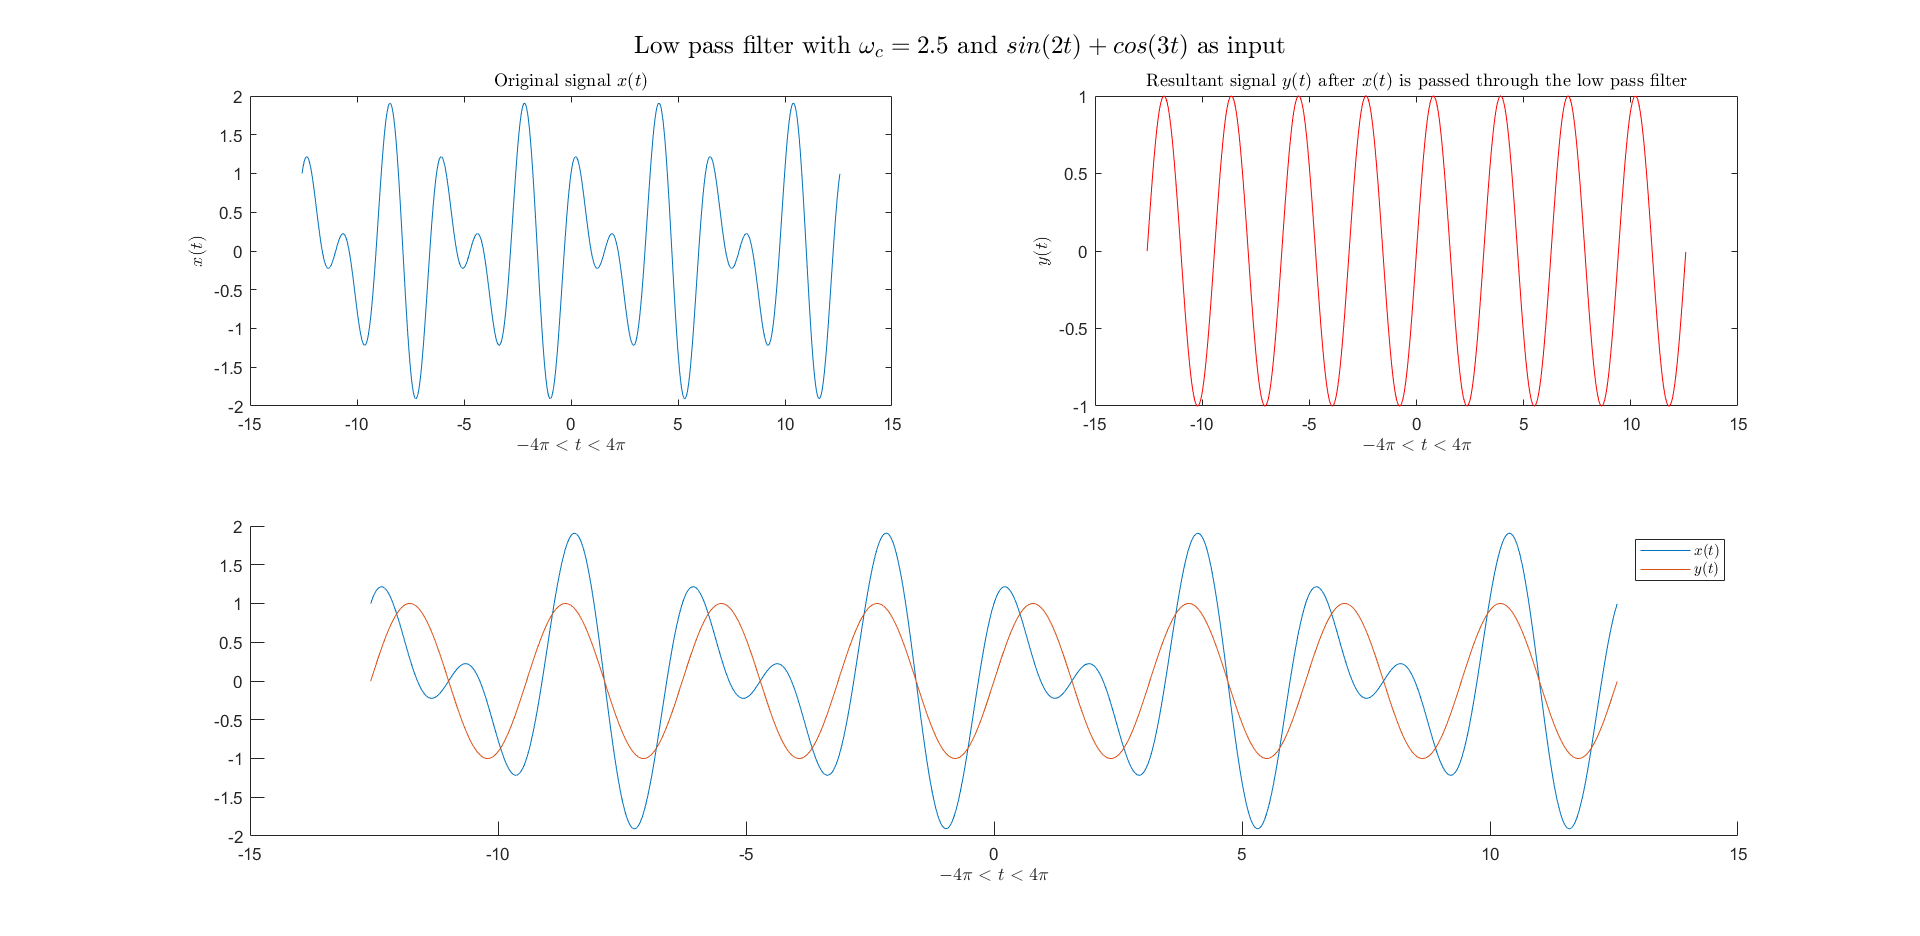 Low pass filter with ω_c = 2.5 and sin(2t) + cos(3t) as input
Original signal x(t)
2
1.5
1
0.5
0
-0.5
-1
-1.5
-2
x(t)
-15 -10 -5 0 5 10 15
−4π < t < 4π
Resultant signal y(t) after x(t) is passed through the low pass filter
1
0.5
0
-0.5
-1
y(t)
-15 -10 -5 0 5 10 15
−4π < t < 4π
2
1.5
1
0.5
0
-0.5
-1
-1.5
-2
x(t)
y(t)
-15 -10 -5 0 5 10 15
−4π < t < 4π